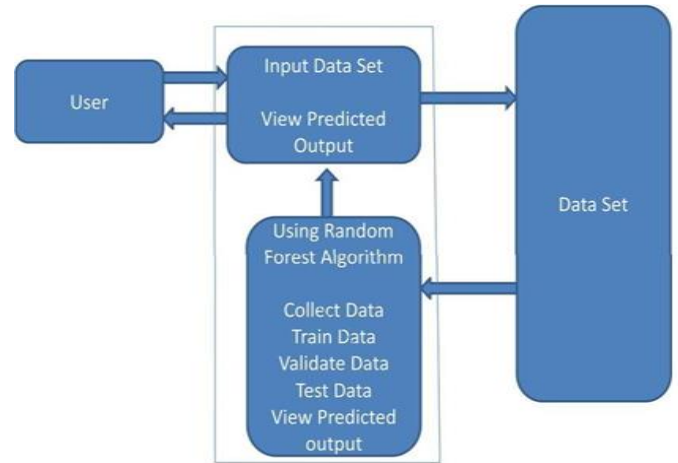 User
Input Data Set
View Predicted
Output
Data Set
Using Random
Forest Algorithm
Collect Data
Train Data
Validate Data
Test Data
View Predicted
output